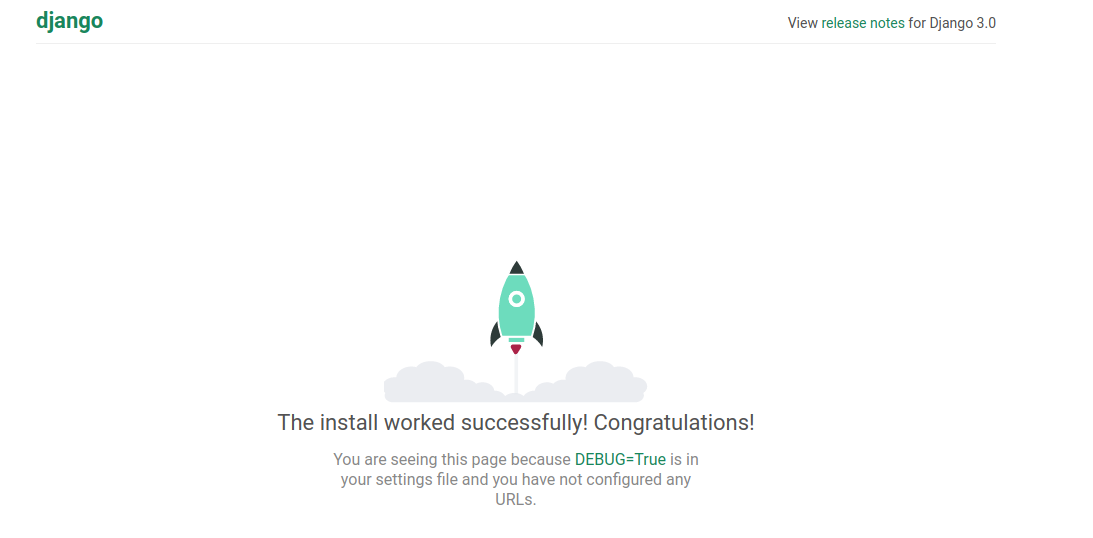 django
View release notes for Django 3.0
The install worked successfully! Congratulations!
You are seeing this page because DEBUG=True is in
your settings file and you have not configured any
URLs.